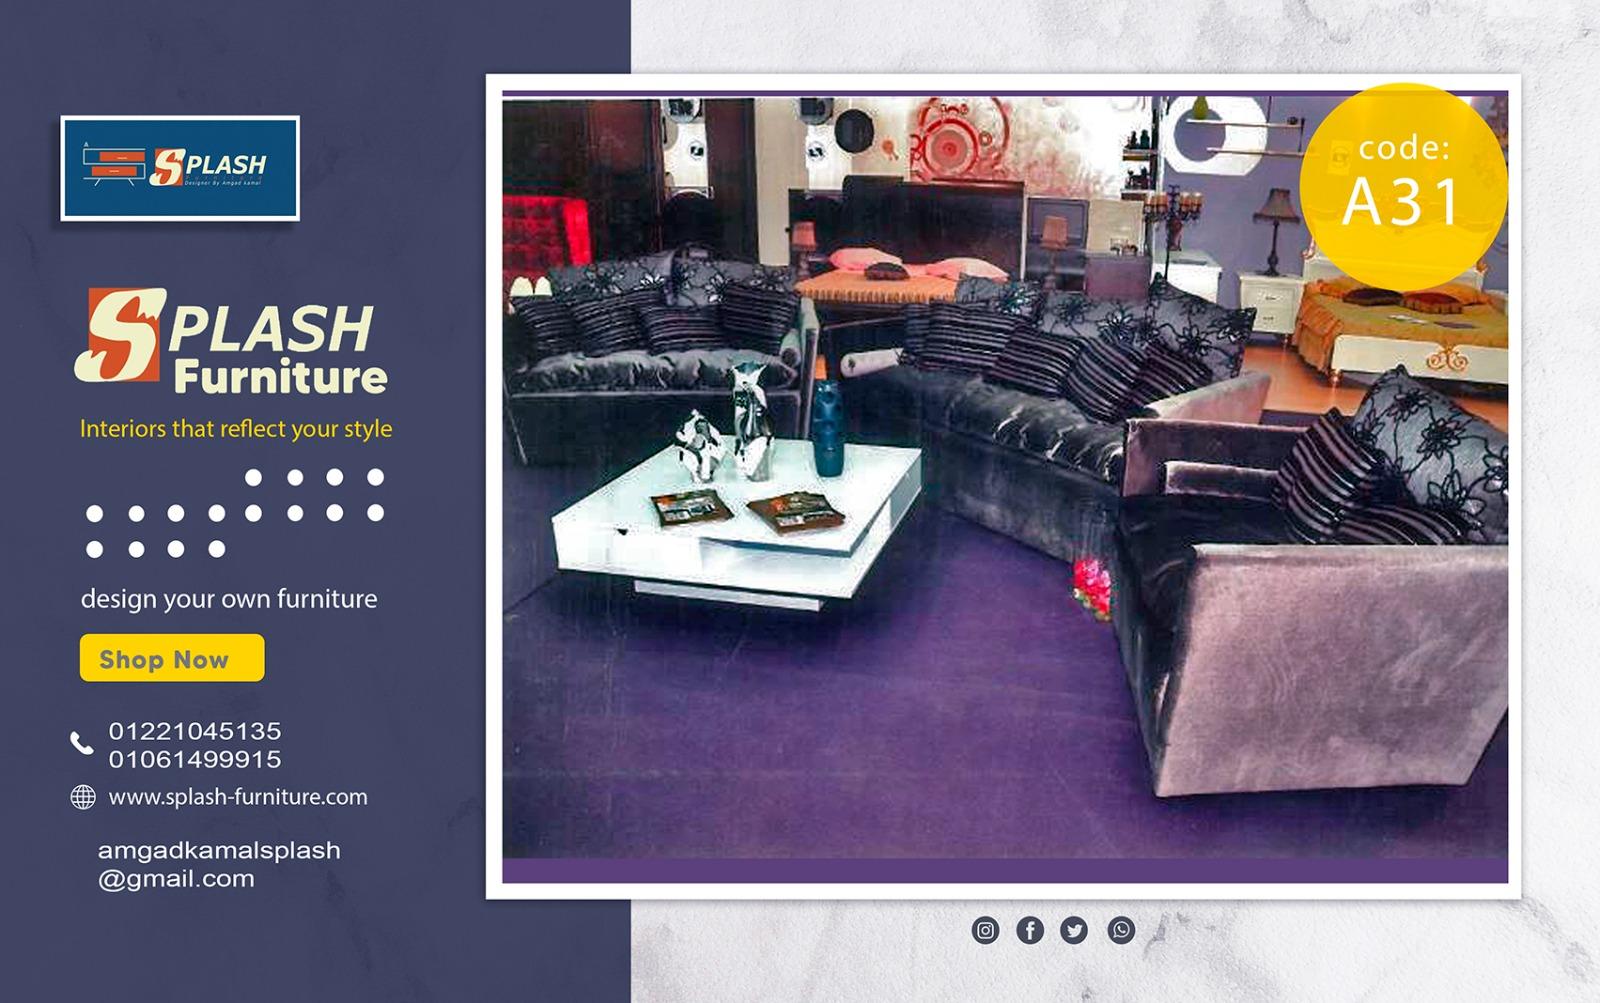 SPLASH
Furniture
Designer By Amgad kamal
SPLASH
Furniture
Interiors that reflect your style
design your own furniture
Shop Now
01221045135
01061499915
www.splash-furniture.com
amgadkamalsplash
@gmail.com
code:
A31